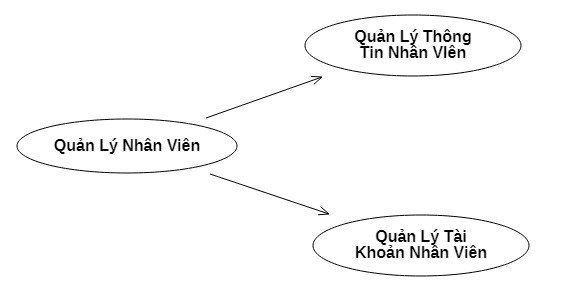 Quản Lý Thông
Tin Nhân VIên
Quản Lý Nhân Viên
Quản Lý Tài
Khoản Nhân Viên